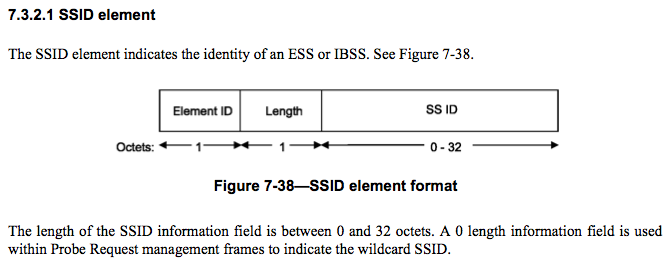 7.3.2.1 SSID element
The SSID element indicates the identity of an ESS or IBSS. See Figure 7-38.
Element ID Length SS ID
Octets: 1 1 0 - 32
Figure 7-38—SSID element format
The length of the SSID information field is between 0 and 32 octets. A 0 length information field is used
within Probe Request management frames to indicate the wildcard SSID.